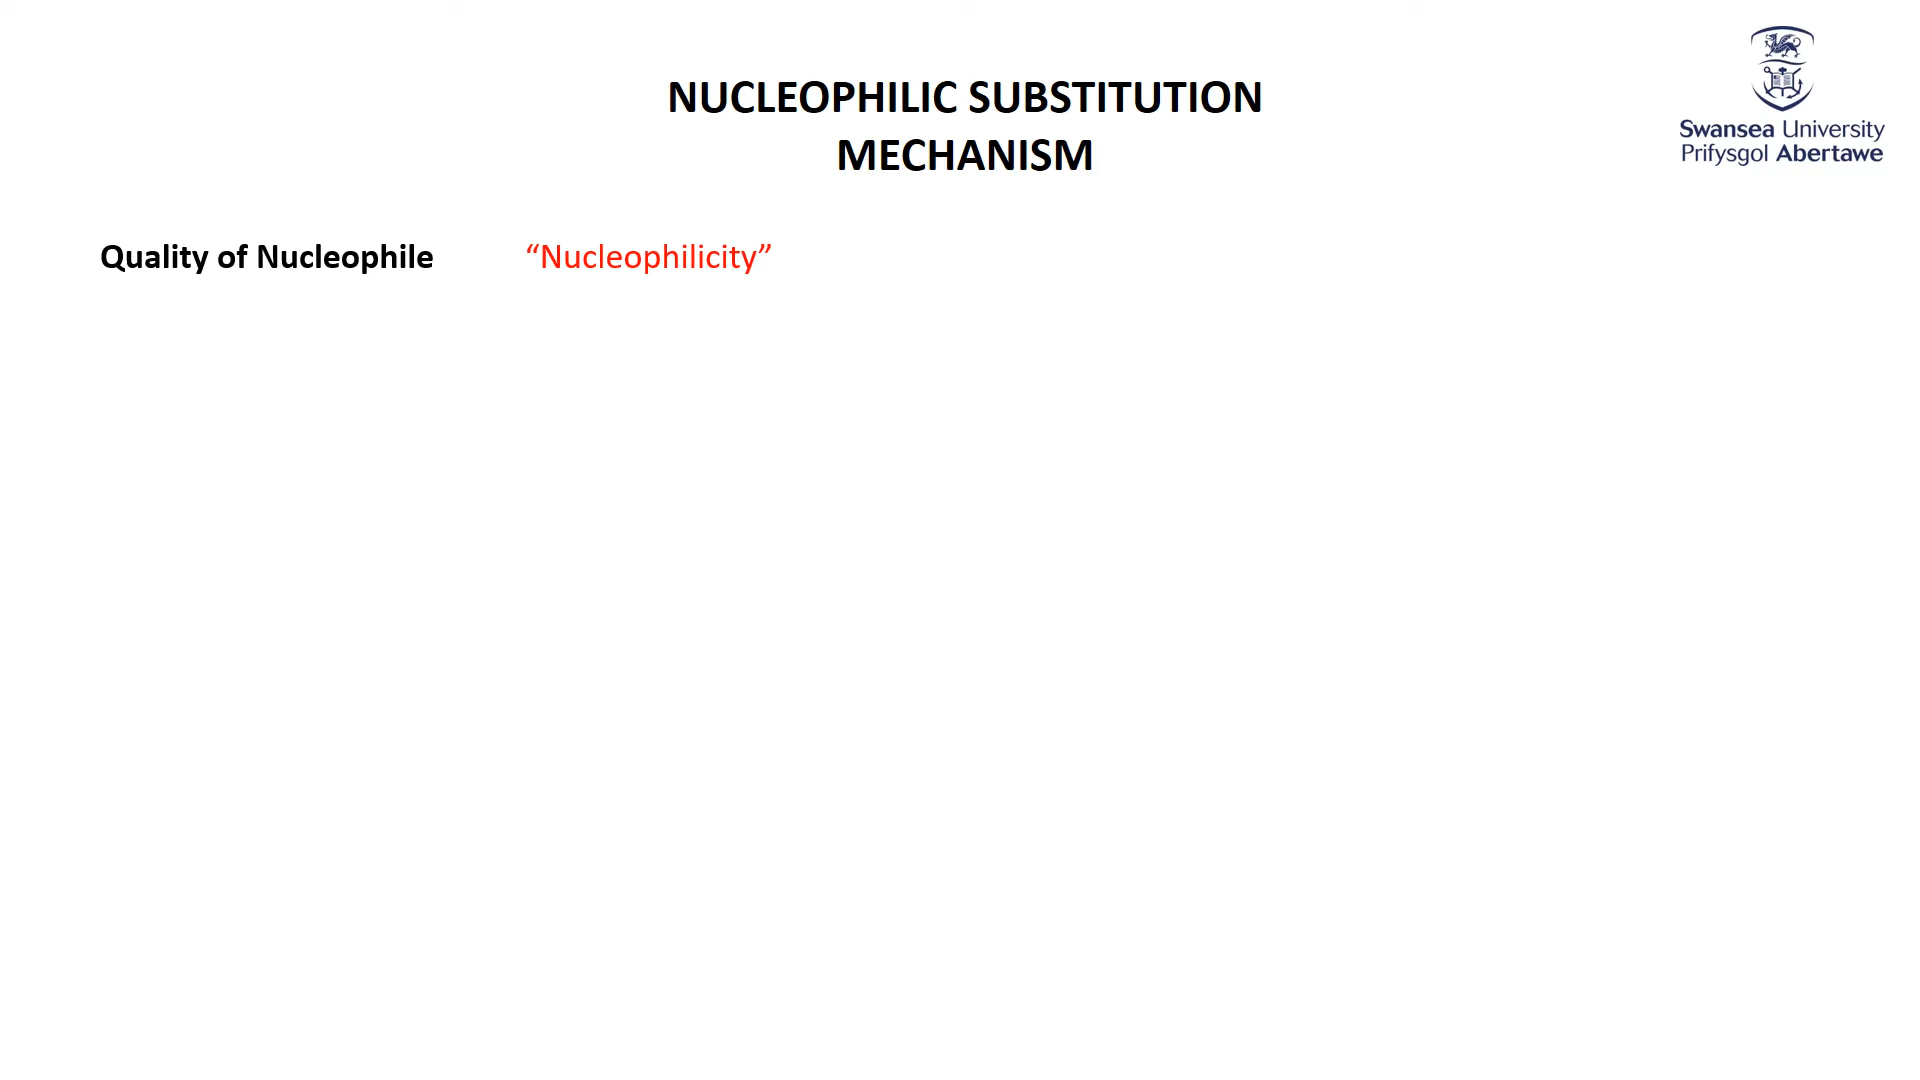 NUCLEOPHILIC SUBSTITUTION
MECHANISM
Swansea University
Prifysgol Abertawe
Quality of Nucleophile “Nucleophilicity”